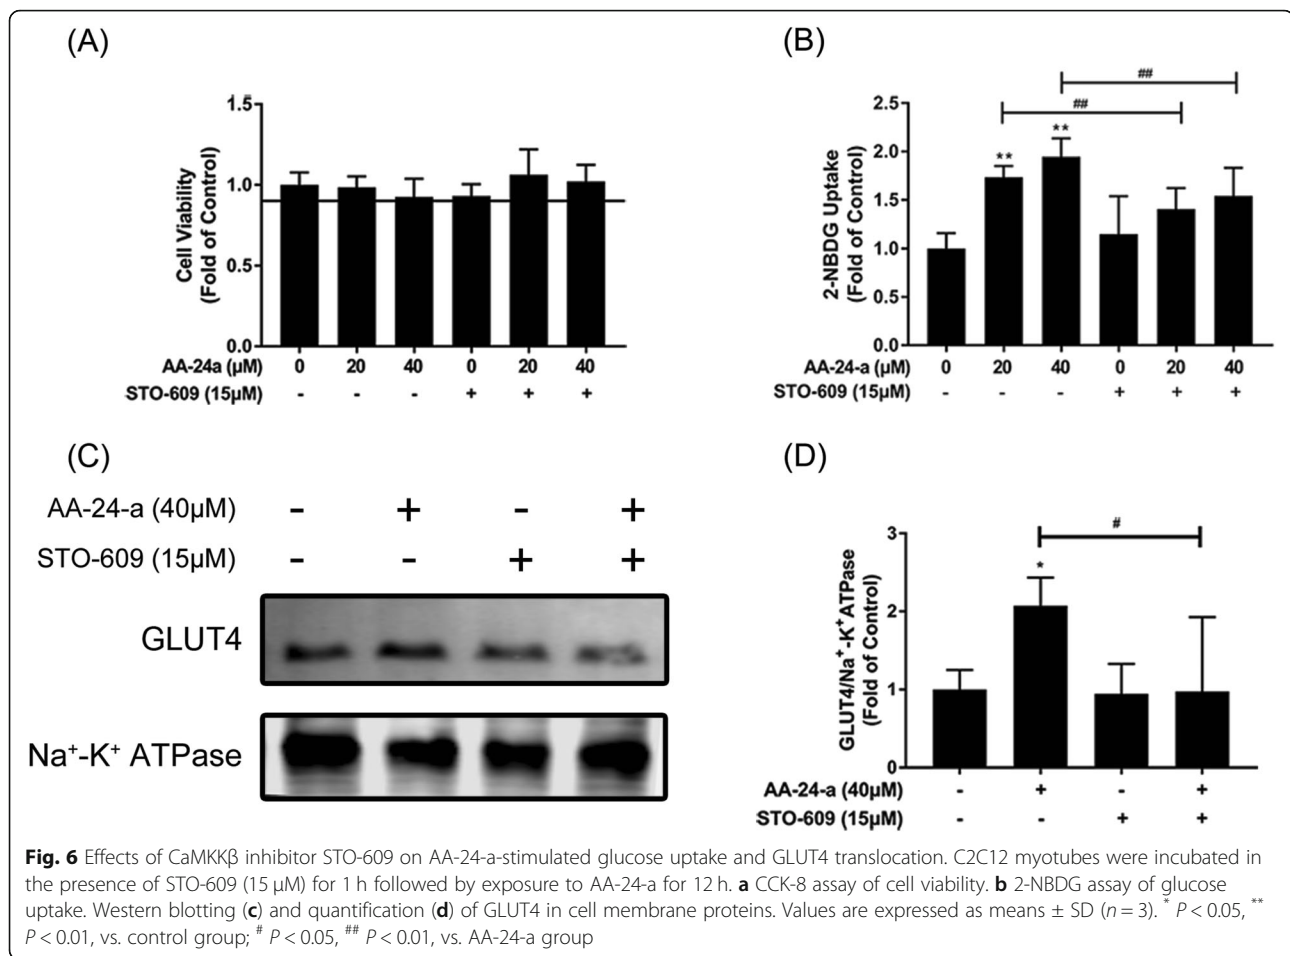 (A)
1.5
1.0
0.5
0.0
Cell Viability
(Fold of Control)
AA-24a (μM) 0 20 40 0 20 40
STO-609 (15μM) - - - + + +
(B)
##
##
2.5
2.0
1.5
1.0
0.5
0.0
** **
2-NBDG Uptake
(Fold of Control)
AA-24-a (μM) 0 20 40 0 20 40
STO-609 (15μM) - - - + + +
(C)
AA-24-a (40μM) - + - +
STO-609 (15μM) - - + +
GLUT4
Na⁺-K⁺ ATPase
(D)
#
3
2
1
0
*
GLUT4/Na⁺-K⁺ATPase
(Fold of Control)
AA-24-a (40μM) - + - +
STO-609 (15μM) - - + +
Fig. 6 Effects of CaMKKβ inhibitor STO-609 on AA-24-a-stimulated glucose uptake and GLUT4 translocation. C2C12 myotubes were incubated in
the presence of STO-609 (15 μM) for 1 h followed by exposure to AA-24-a for 12 h. a CCK-8 assay of cell viability. b 2-NBDG assay of glucose
uptake. Western blotting (c) and quantification (d) of GLUT4 in cell membrane proteins. Values are expressed as means ± SD (n = 3). * P < 0.05, **
P < 0.01, vs. control group; # P < 0.05, ## P < 0.01, vs. AA-24-a group